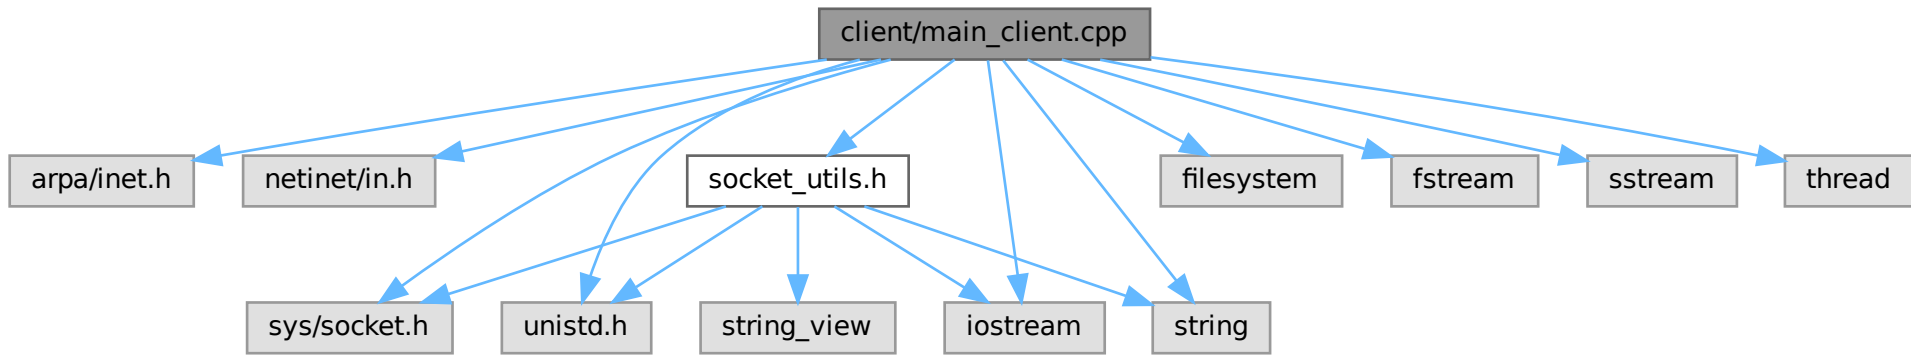 client/main_client.cpp
arpa/inet.h
netinet/in.h
socket_utils.h
filesystem
fstream
sstream
thread
sys/socket.h
unistd.h
string_view
iostream
string